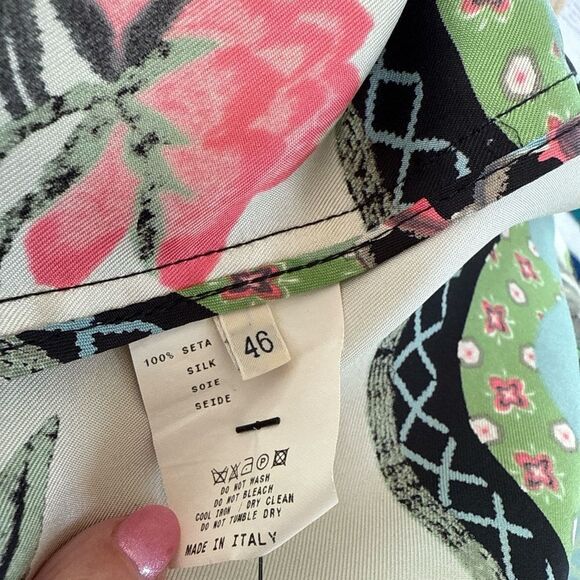 46
100% SETA
SILK
SOIE
SEIDE
DO NOT WASH
DO NOT BLEACH
COOL IRON / DRY CLEAN
DO NOT TUMBLE DRY
MADE IN ITALY